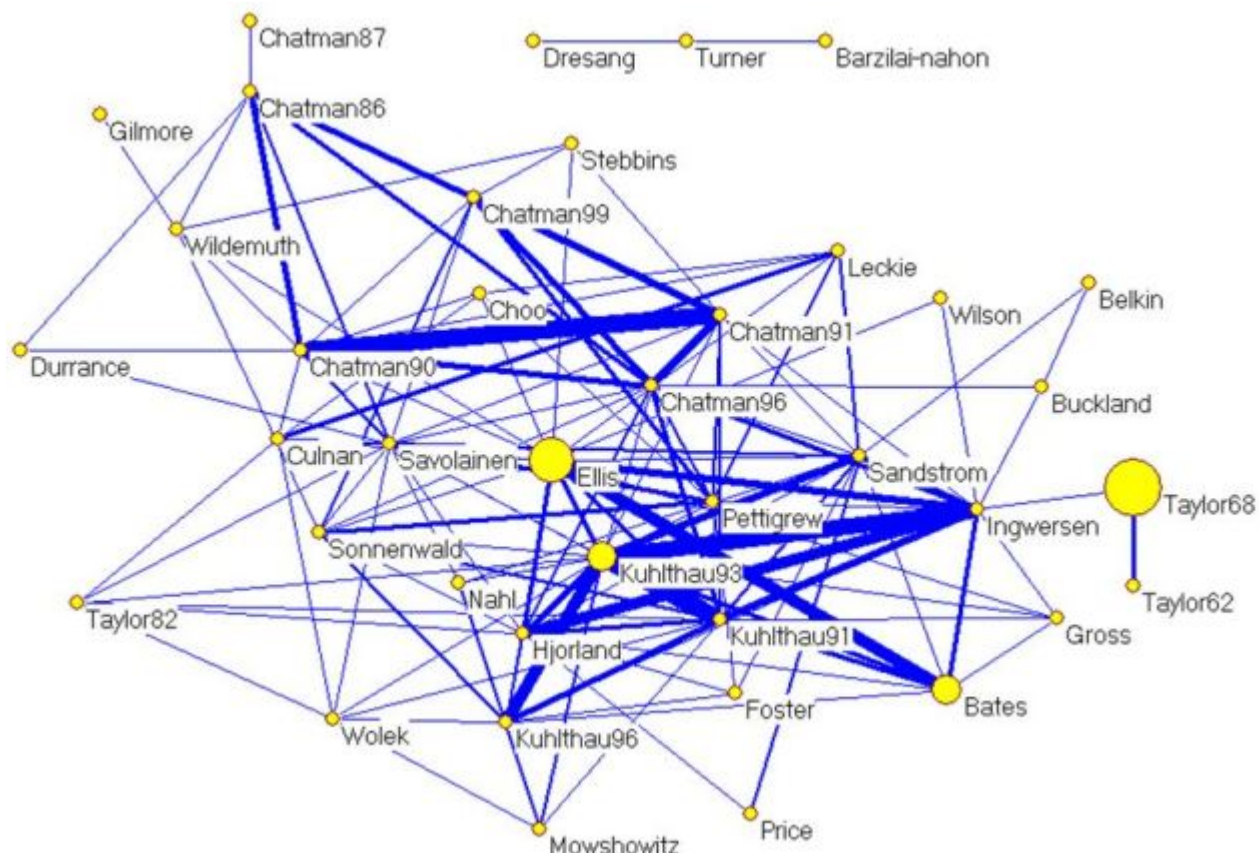 Chatman87
Dresang
Turner
Barzilai-nahon
Chatman86
Gilmore
Stebbins
Chatman99
Wildemuth
Leckie
Choo
Wilson
Belkin
Chatman91
Durrance
Chatman90
Chatman96
Buckland
Culnan
Savolainen
Ellis
Sandstrom
Taylor68
Pettigrew
Ingwersen
Sonnenwald
Kuhlthau93
Nahl
Taylor62
Taylor82
Hjorland
Kuhlthau91
Gross
Foster
Bates
Wolek
Kuhlthau96
Price
Mowshowitz